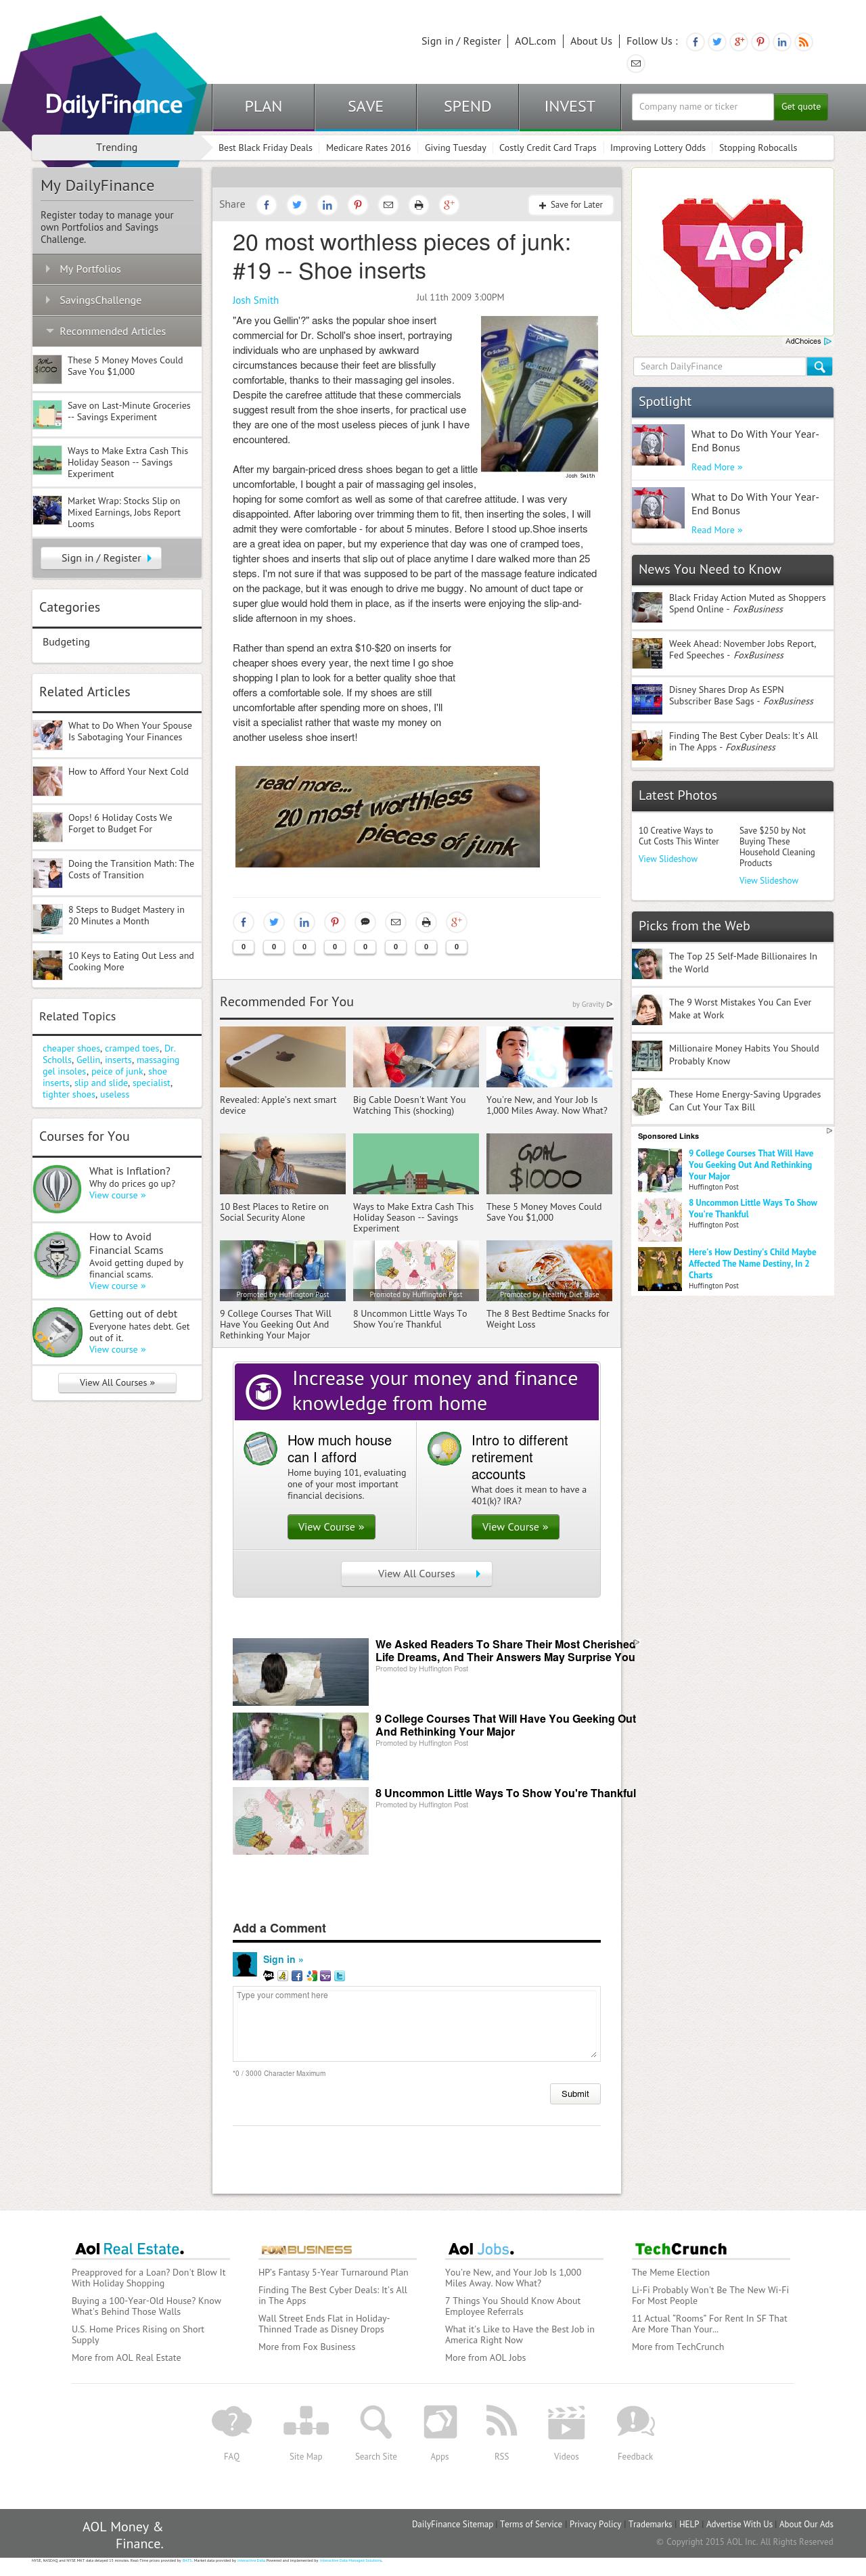 Sign in / Register
AOL.com
About Us
Follow Us :
DailyFinance
PLAN
SAVE
SPEND
INVEST
Company name or ticker
Get quote
Trending
Best Black Friday Deals
Medicare Rates 2016
Giving Tuesday
Costly Credit Card Traps
Improving Lottery Odds
Stopping Robocalls
My DailyFinance
Register today to manage your
own Portfolios and Savings
Challenge.
My Portfolios
SavingsChallenge
Recommended Articles
These 5 Money Moves Could
Save You $1,000
Save on Last-Minute Groceries
-- Savings Experiment
Ways to Make Extra Cash This
Holiday Season -- Savings
Experiment
Market Wrap: Stocks Slip on
Mixed Earnings, Jobs Report
Looms
Sign in / Register
Categories
Budgeting
Related Articles
What to Do When Your Spouse
Is Sabotaging Your Finances
How to Afford Your Next Cold
Oops! 6 Holiday Costs We
Forget to Budget For
Doing the Transition Math: The
Costs of Transition
8 Steps to Budget Mastery in
20 Minutes a Month
10 Keys to Eating Out Less and
Cooking More
Related Topics
cheaper shoes, cramped toes, Dr.
Scholls, Gellin, inserts, massaging
gel insoles, peice of junk, shoe
inserts, slip and slide, specialist,
tighter shoes, useless
Courses for You
What is Inflation?
Why do prices go up?
View course »
How to Avoid
Financial Scams
Avoid getting duped by
financial scams.
View course »
Getting out of debt
Everyone hates debt. Get
out of it.
View course »
View All Courses »
Share
Save for Later
20 most worthless pieces of junk:
#19 -- Shoe inserts
Josh Smith
Jul 11th 2009 3:00PM
"Are you Gellin'?" asks the popular shoe insert
commercial for Dr. Scholl's shoe insert, portraying
individuals who are unphased by awkward
circumstances because their feet are blissfully
comfortable, thanks to their massaging gel insoles.
Despite the carefree attitude that these commercials
suggest result from the shoe inserts, for practical use
they are one of the most useless pieces of junk I have
encountered.
Josh Smith
After my bargain-priced dress shoes began to get a little
uncomfortable, I bought a pair of massaging gel insoles,
hoping for some comfort as well as some of that carefree attitude. I was very
disappointed. After laboring over trimming them to fit, then inserting the soles, I will
admit they were comfortable - for about 5 minutes. Before I stood up.Shoe inserts
are a great idea on paper, but my experience that day was one of cramped toes,
tighter shoes and inserts that slip out of place anytime I dare walked more than 25
steps. I'm not sure if that was supposed to be part of the massage feature indicated
on the package, but it was enough to drive me buggy. No amount of duct tape or
super glue would hold them in place, as if the inserts were enjoying the slip-and-
slide afternoon in my shoes.
Rather than spend an extra $10-$20 on inserts for
cheaper shoes every year, the next time I go shoe
shopping I plan to look for a better quality shoe that
offers a comfortable sole. If my shoes are still
uncomfortable after spending more on shoes, I'll
visit a specialist rather that waste my money on
another useless shoe insert!
read more...
20 most worthless
pieces of junk
0
0
0
0
0
0
0
0
Recommended For You
by Gravity
Revealed: Apple's next smart
device
Big Cable Doesn't Want You
Watching This (shocking)
You're New, and Your Job Is
1,000 Miles Away. Now What?
GOAL
$1000
10 Best Places to Retire on
Social Security Alone
Ways to Make Extra Cash This
Holiday Season -- Savings
Experiment
These 5 Money Moves Could
Save You $1,000
Promoted by Huffington Post
Promoted by Huffington Post
Promoted by Healthy Diet Base
9 College Courses That Will
Have You Geeking Out And
Rethinking Your Major
8 Uncommon Little Ways To
Show You're Thankful
The 8 Best Bedtime Snacks for
Weight Loss
Increase your money and finance
knowledge from home
How much house
can I afford
Home buying 101, evaluating
one of your most important
financial decisions.
View Course »
Intro to different
retirement
accounts
What does it mean to have a
401(k)? IRA?
View Course »
View All Courses
We Asked Readers To Share Their Most Cherished
Life Dreams, And Their Answers May Surprise You
Promoted by Huffington Post
9 College Courses That Will Have You Geeking Out
And Rethinking Your Major
Promoted by Huffington Post
8 Uncommon Little Ways To Show You're Thankful
Promoted by Huffington Post
Add a Comment
Sign in »
Type your comment here
*0 / 3000 Character Maximum
Submit
Aol.
AdChoices
Search DailyFinance
Spotlight
What to Do With Your Year-
End Bonus
Read More »
What to Do With Your Year-
End Bonus
Read More »
News You Need to Know
Black Friday Action Muted as Shoppers
Spend Online - FoxBusiness
Week Ahead: November Jobs Report,
Fed Speeches - FoxBusiness
Disney Shares Drop As ESPN
Subscriber Base Sags - FoxBusiness
Finding The Best Cyber Deals: It's All
in The Apps - FoxBusiness
Latest Photos
10 Creative Ways to
Cut Costs This Winter
View Slideshow
Save $250 by Not
Buying These
Household Cleaning
Products
View Slideshow
Picks from the Web
The Top 25 Self-Made Billionaires In
the World
The 9 Worst Mistakes You Can Ever
Make at Work
Millionaire Money Habits You Should
Probably Know
These Home Energy-Saving Upgrades
Can Cut Your Tax Bill
Sponsored Links
9 College Courses That Will Have
You Geeking Out And Rethinking
Your Major
Huffington Post
8 Uncommon Little Ways To Show
You're Thankful
Huffington Post
Here's How Destiny's Child Maybe
Affected The Name Destiny, In 2
Charts
Huffington Post
Aol Real Estate.
Preapproved for a Loan? Don't Blow It
With Holiday Shopping
Buying a 100-Year-Old House? Know
What's Behind Those Walls
U.S. Home Prices Rising on Short
Supply
More from AOL Real Estate
FOX BUSINESS
HP's Fantasy 5-Year Turnaround Plan
Finding The Best Cyber Deals: It's All
in The Apps
Wall Street Ends Flat in Holiday-
Thinned Trade as Disney Drops
More from Fox Business
Aol Jobs.
You're New, and Your Job Is 1,000
Miles Away. Now What?
7 Things You Should Know About
Employee Referrals
What it's Like to Have the Best Job in
America Right Now
More from AOL Jobs
TechCrunch
The Meme Election
Li-Fi Probably Won't Be The New Wi-Fi
For Most People
11 Actual "Rooms" For Rent In SF That
Are More Than Your...
More from TechCrunch
FAQ
Site Map
Search Site
Apps
RSS
Videos
Feedback
AOL Money &
Finance.
DailyFinance Sitemap
Terms of Service
Privacy Policy
Trademarks
HELP
Advertise With Us
About Our Ads
© Copyright 2015 AOL Inc. All Rights Reserved